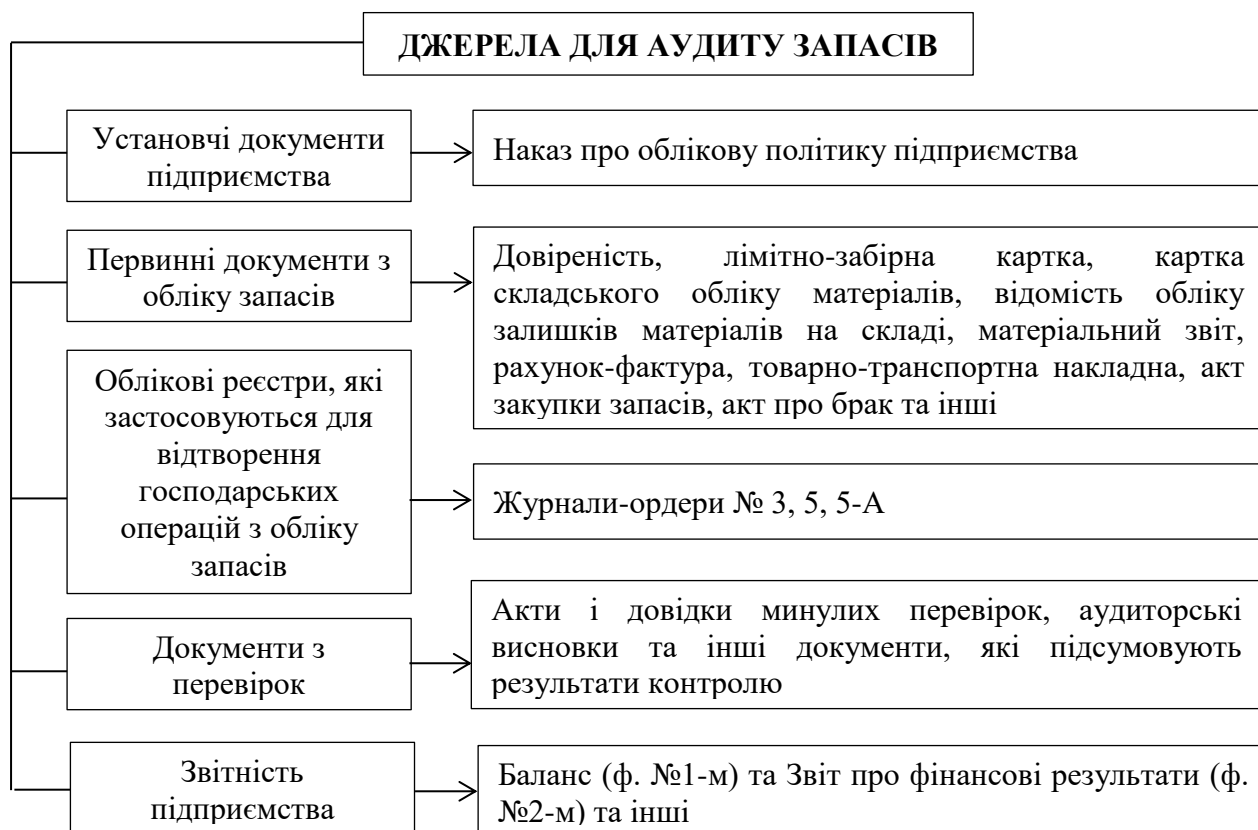 ДЖЕРЕЛА ДЛЯ АУДИТУ ЗАПАСІВ
Установчі документи
підприємства
Наказ про облікову політику підприємства
Первинні документи з
обліку запасів
Довіреність, лімітно-забірна картка, картка
складського обліку матеріалів, відомість обліку
залишків матеріалів на складі, матеріальний звіт,
рахунок-фактура, товарно-транспортна накладна, акт
закупки запасів, акт про брак та інші
Облікові реєстри, які
застосовуються для
відтворення
господарських
операцій з обліку
запасів
Журнали-ордери № 3, 5, 5-А
Документи з
перевірок
Акти і довідки минулих перевірок, аудиторські
висновки та інші документи, які підсумовують
результати контролю
Звітність
підприємства
Баланс (ф. №1-м) та Звіт про фінансові результати (ф.
№2-м) та інші